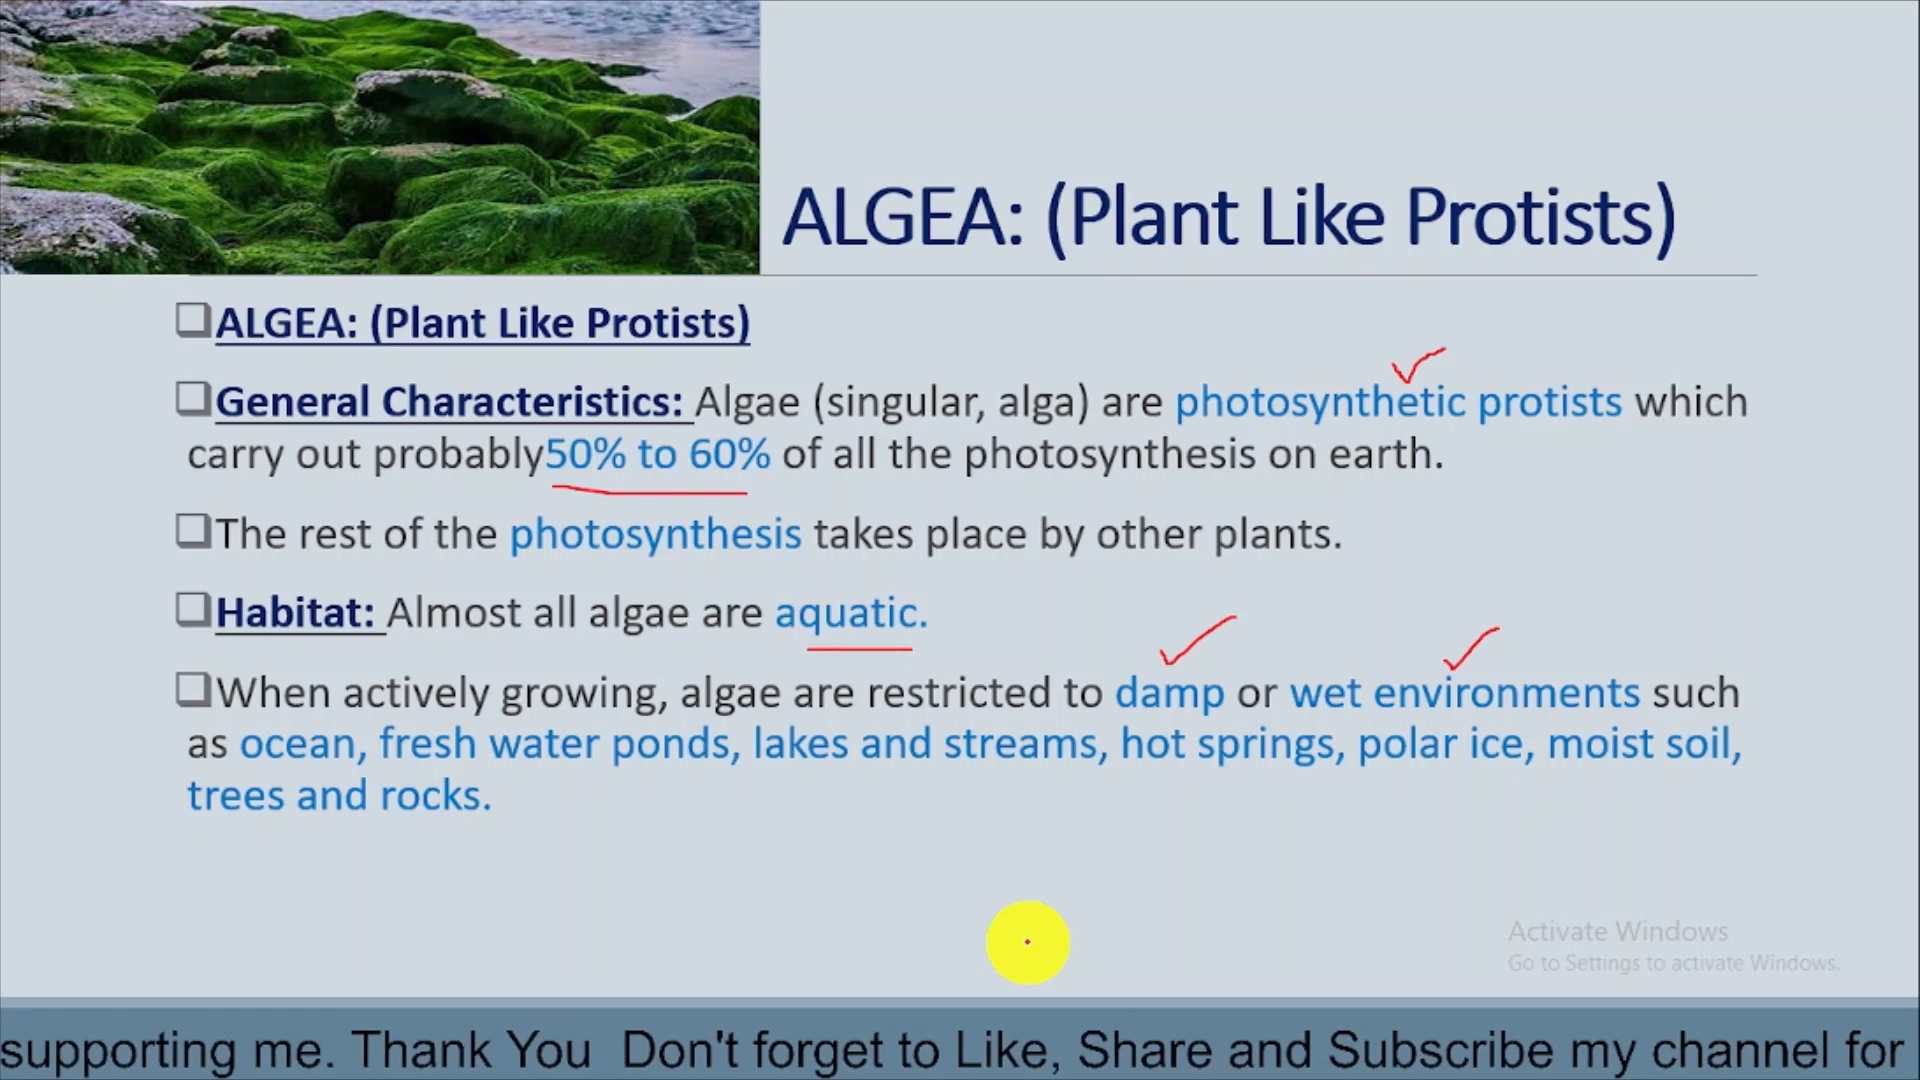 ALGEA: (Plant Like Protists)
ALGEA: (Plant Like Protists)
General Characteristics: Algae (singular, alga) are photosynthetic protists which
carry out probably50% to 60% of all the photosynthesis on earth.
The rest of the photosynthesis takes place by other plants.
Habitat: Almost all algae are aquatic.
When actively growing, algae are restricted to damp or wet environments such
as ocean, fresh water ponds, lakes and streams, hot springs, polar ice, moist soil,
trees and rocks.
Activate Windows
Go to Settings to activate Windows.
supporting me. Thank You Don't forget to Like, Share and Subscribe my channel for